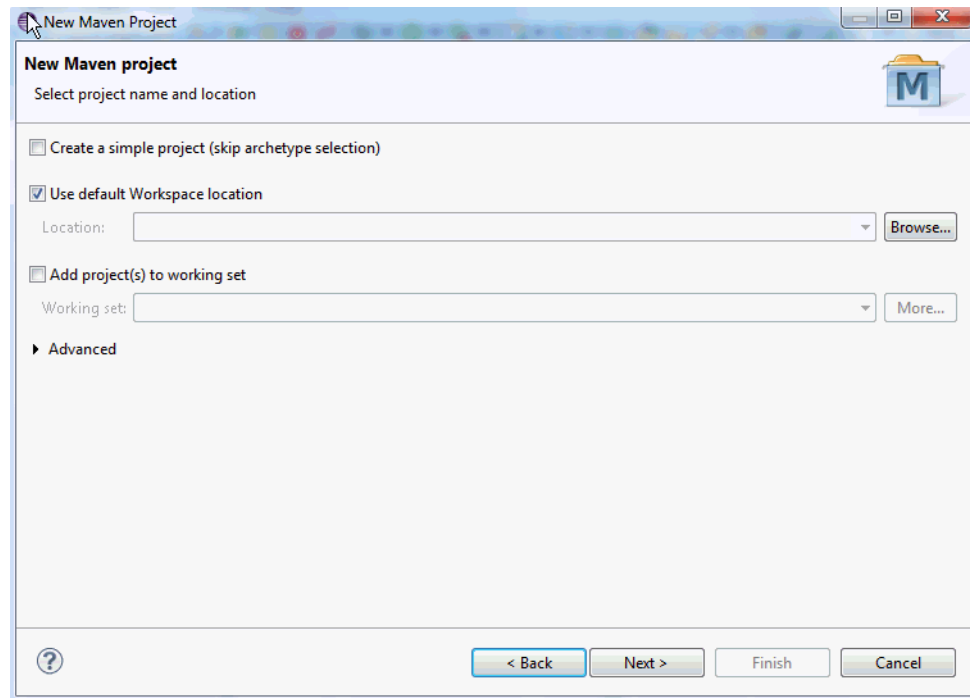 New Maven Project
New Maven project
Select project name and location
M
Create a simple project (skip archetype selection)
Use default Workspace location
Location:
Browse...
Add project(s) to working set
Working set:
More...
Advanced
?
< Back
Next >
Finish
Cancel